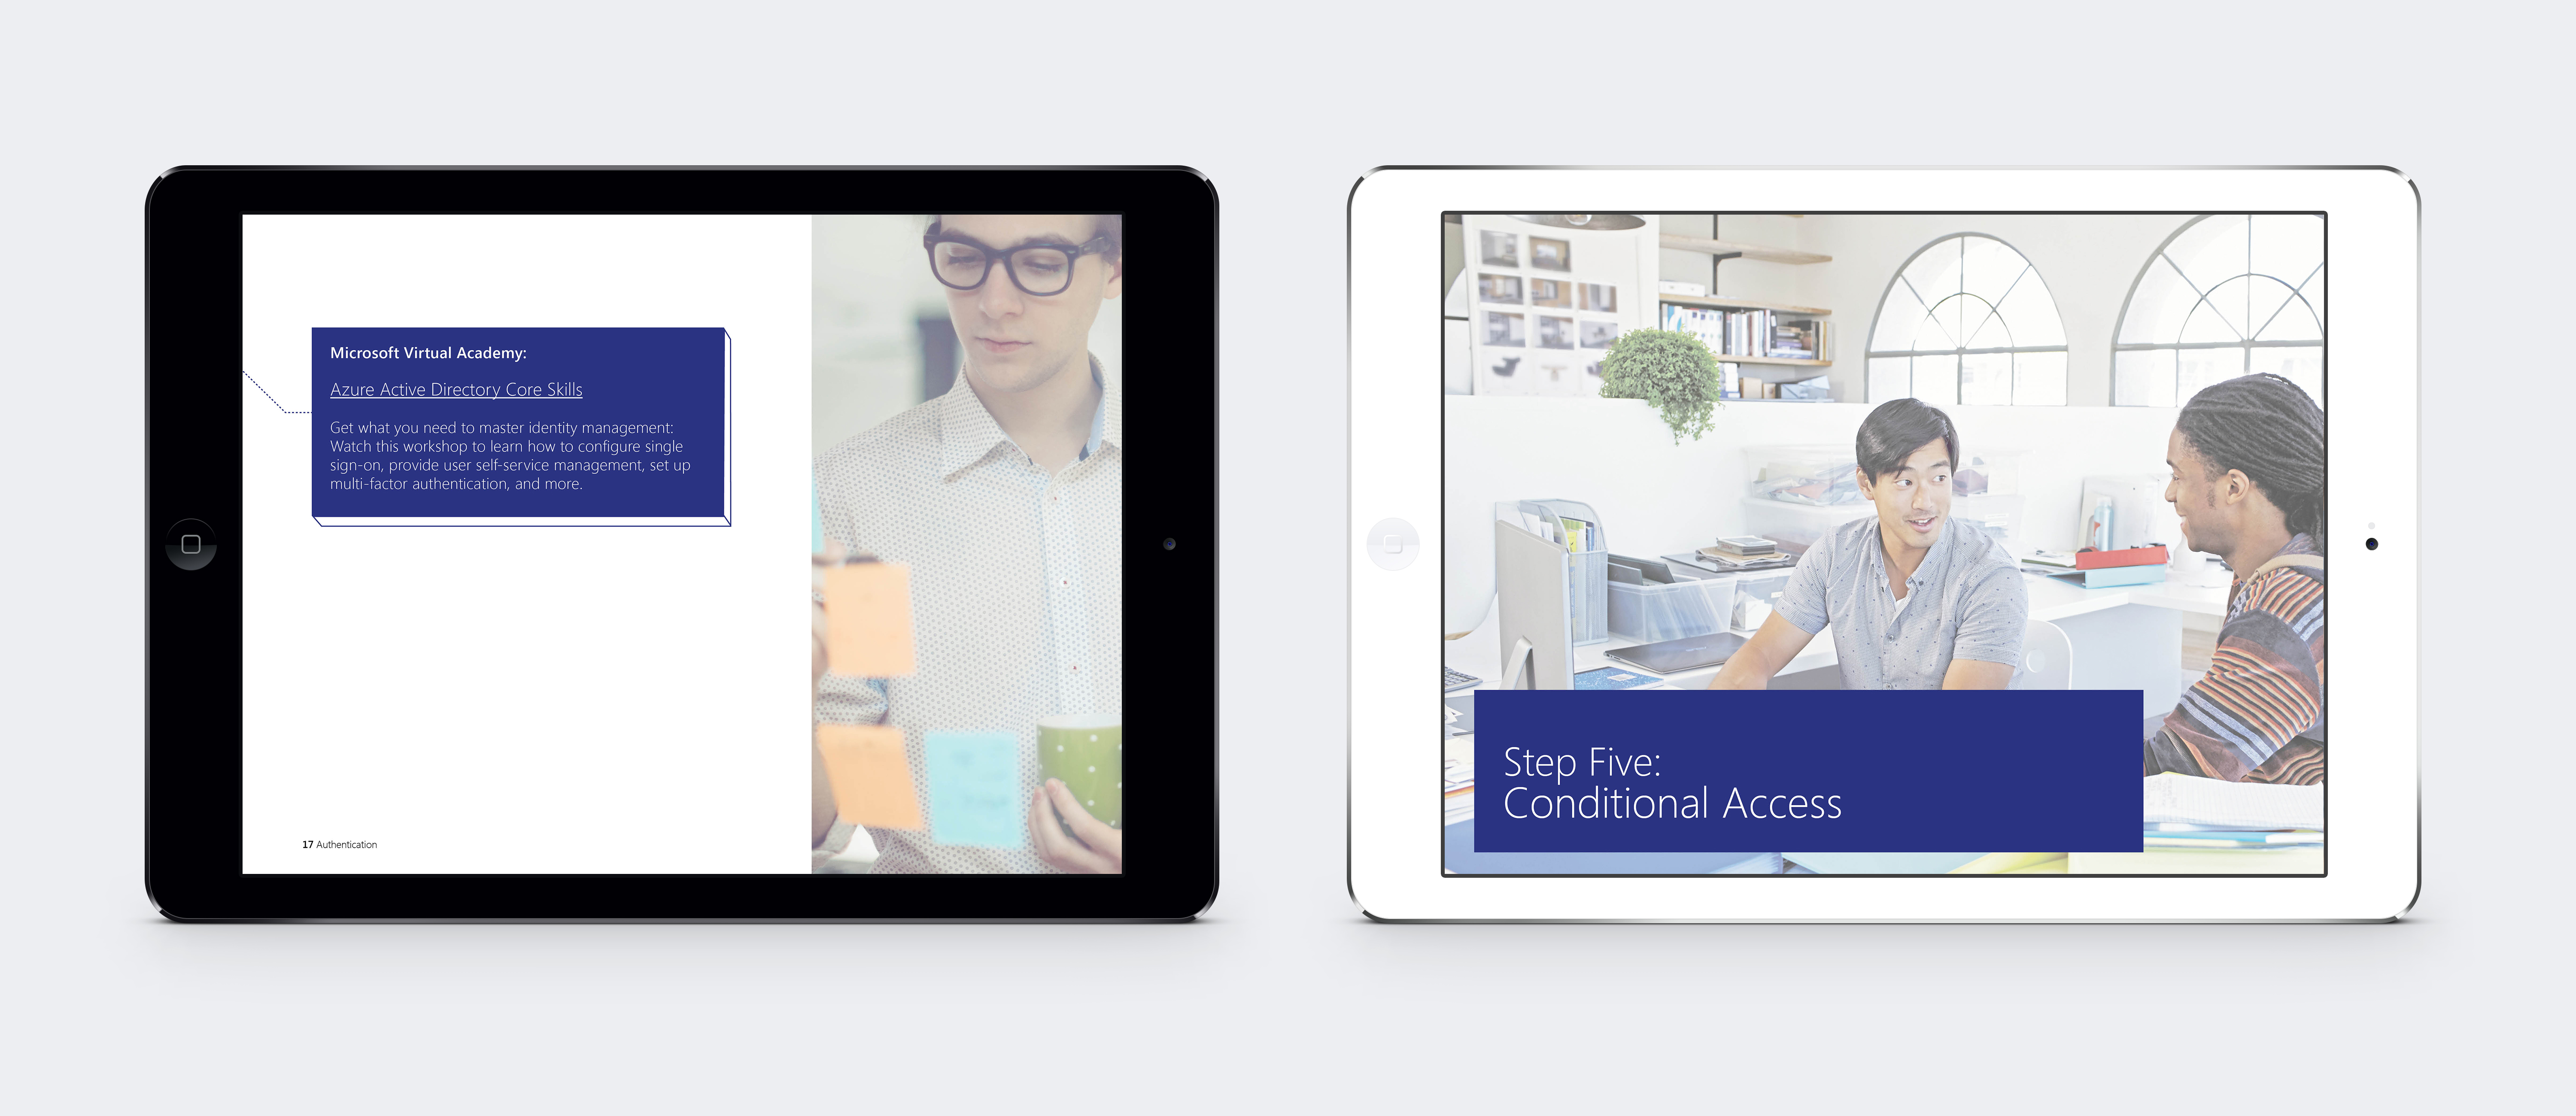 Microsoft Virtual Academy:
Azure Active Directory Core Skills
Get what you need to master identity management:
Watch this workshop to learn how to configure single
sign-on, provide user self-service management, set up
multi-factor authentication, and more.
17 Authentication
Step Five:
Conditional Access